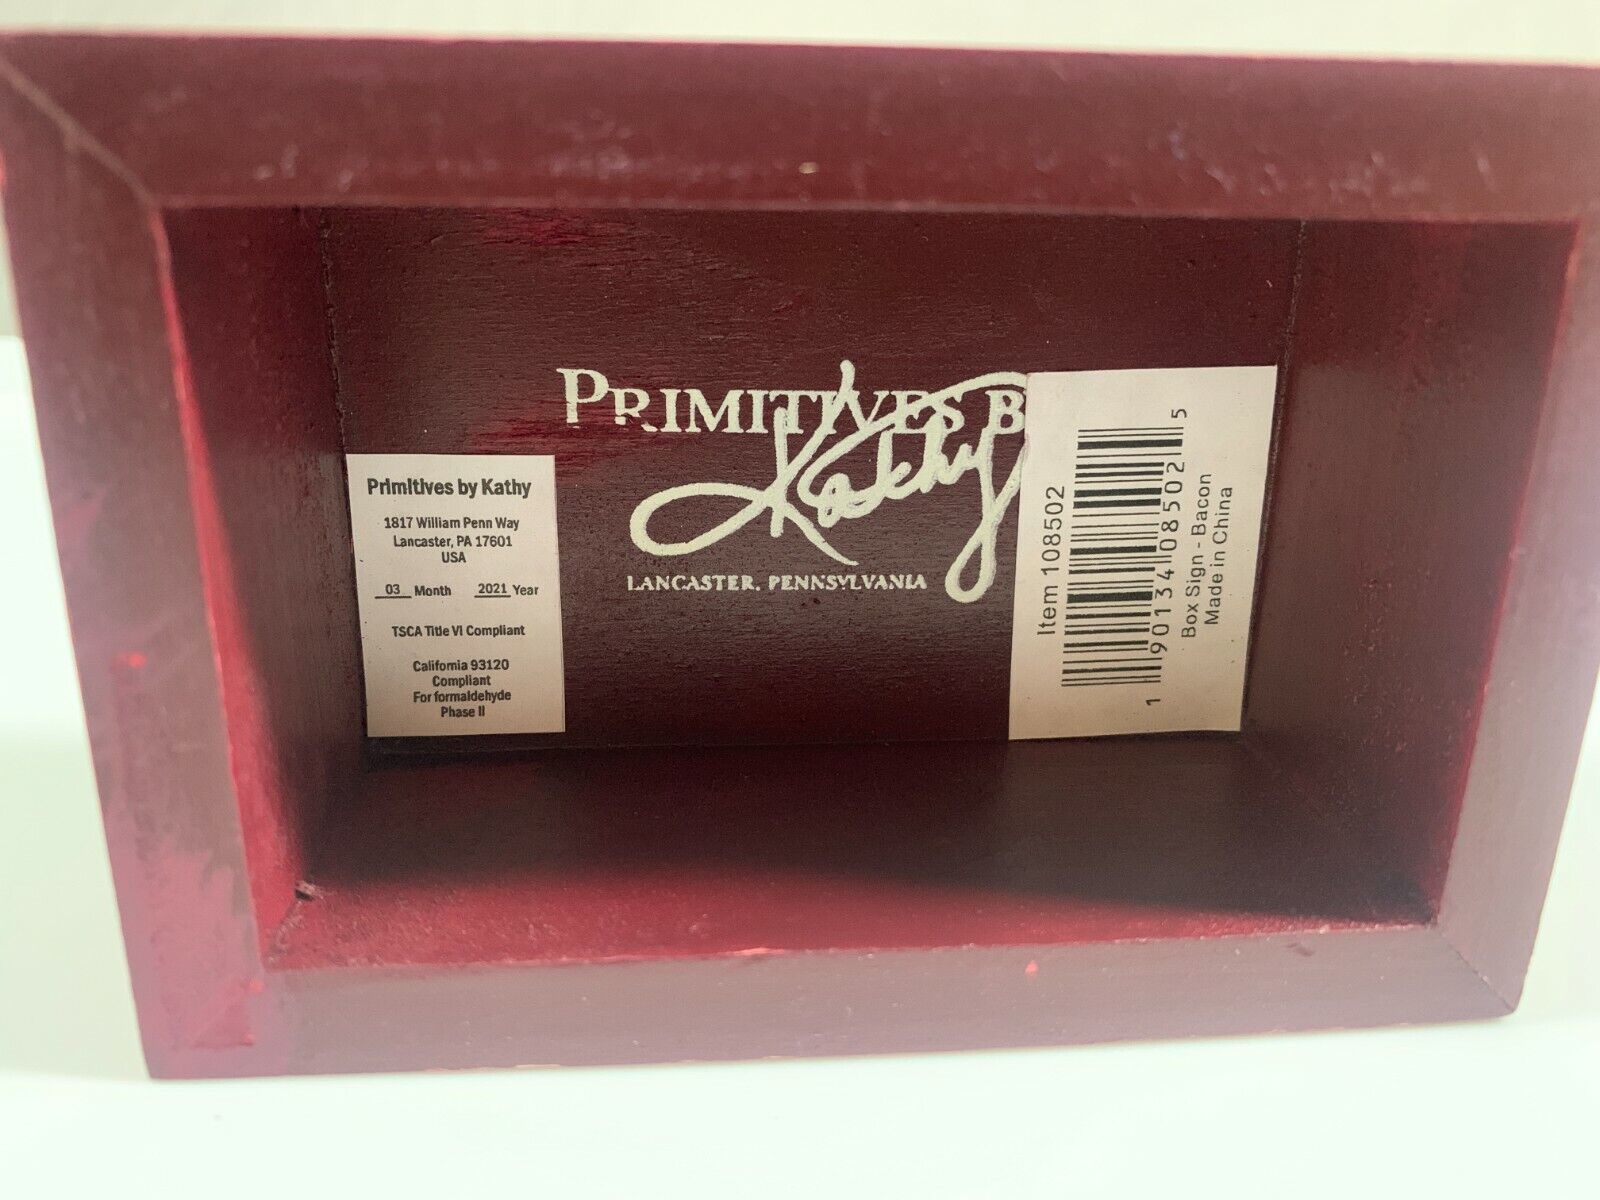 PRIMITIVES B
Kathy
LANCASTER, PENNSYLVANIA
Primitives by Kathy
1817 William Penn Way
Lancaster, PA 17601
USA
03 Month 2021 Year
TSCA Title VI Compliant
California 93120
Compliant
For formaldehyde
Phase II
Item 108502
1 90134 08502 5
Box Sign - Bacon
Made in China